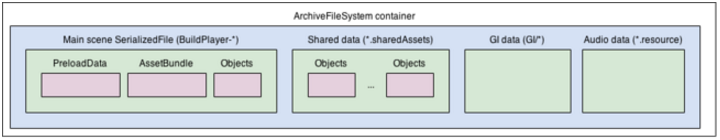 ArchiveFileSystem container
Main scene SerializedFile (BuildPlayer-*)
Shared data (*.sharedAssets)
GI data (GI/*)
Audio data (*.resource)
PreloadData
AssetBundle
Objects
Objects
...
Objects